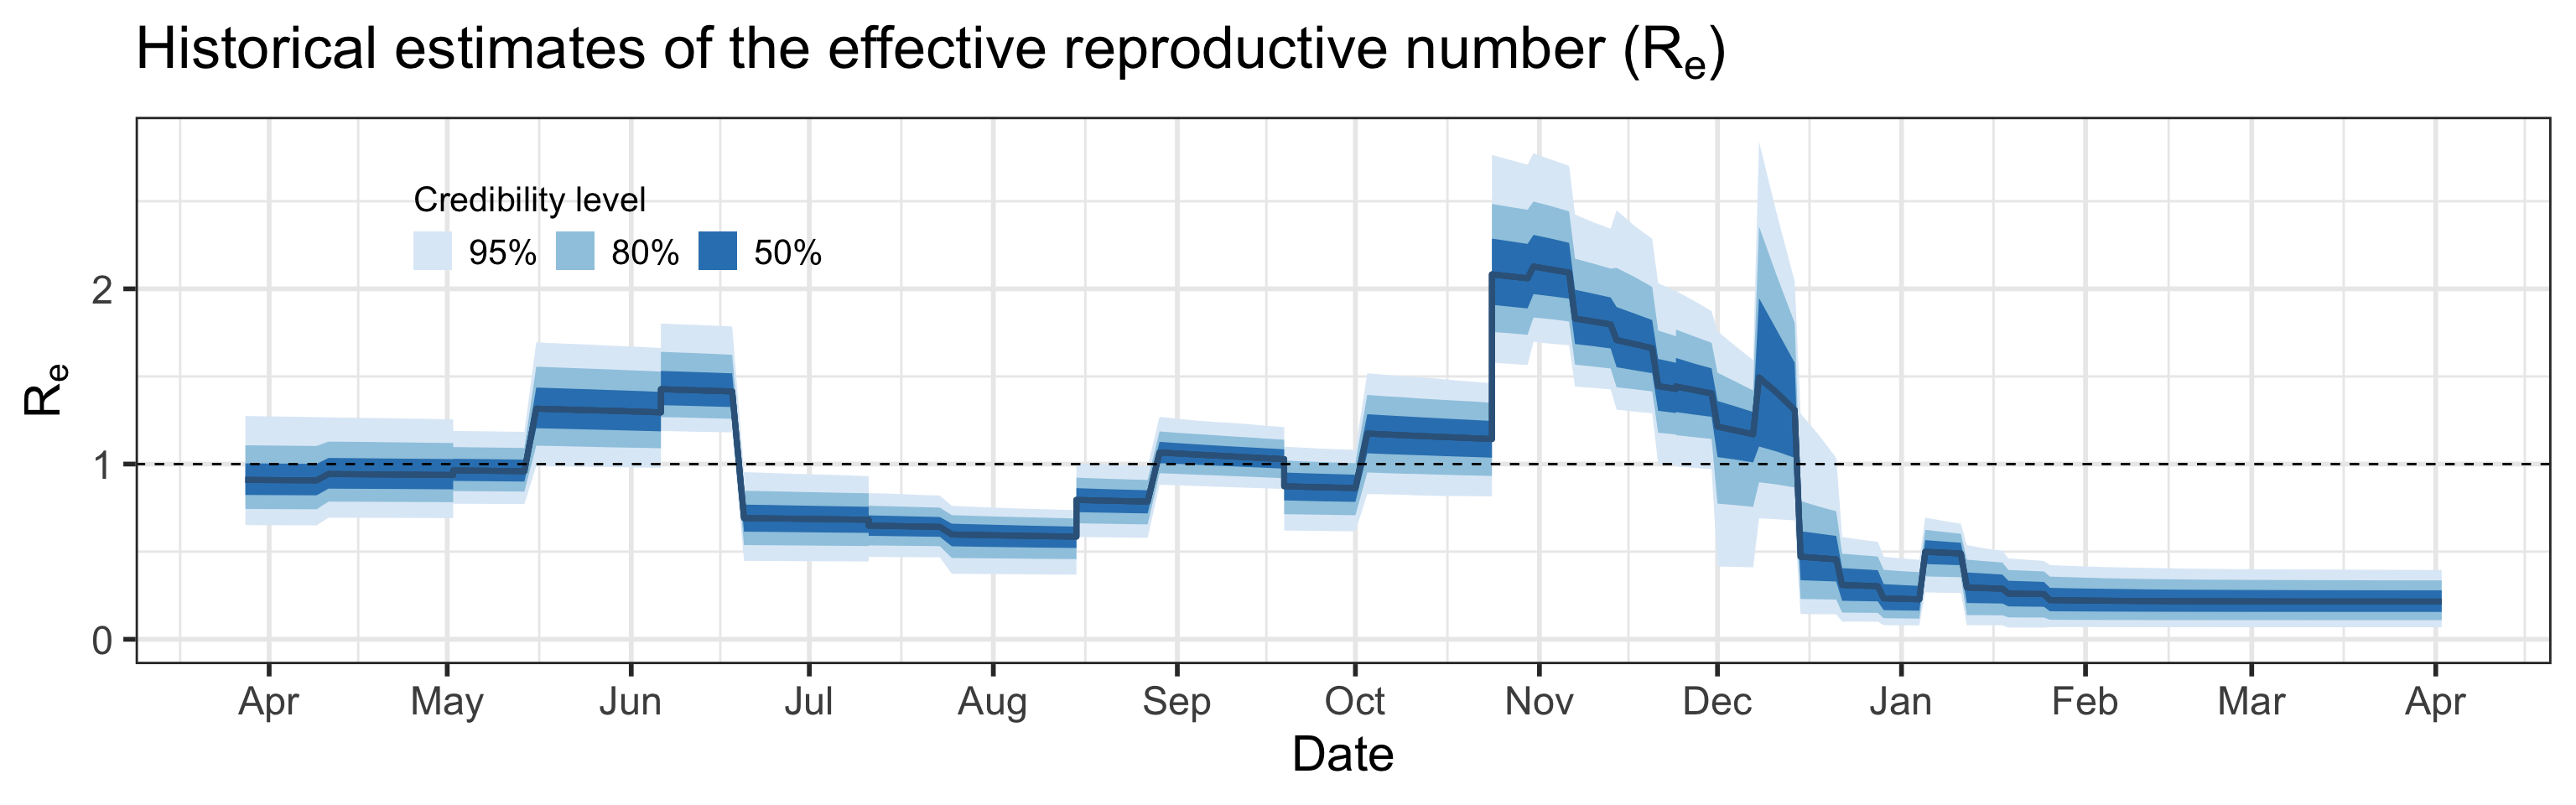 Historical estimates of the effective reproductive number (Re)
Credibility level
95% 80% 50%
2
1
0
Re
Apr May Jun Jul Aug Sep Oct Nov Dec Jan Feb Mar Apr
Date